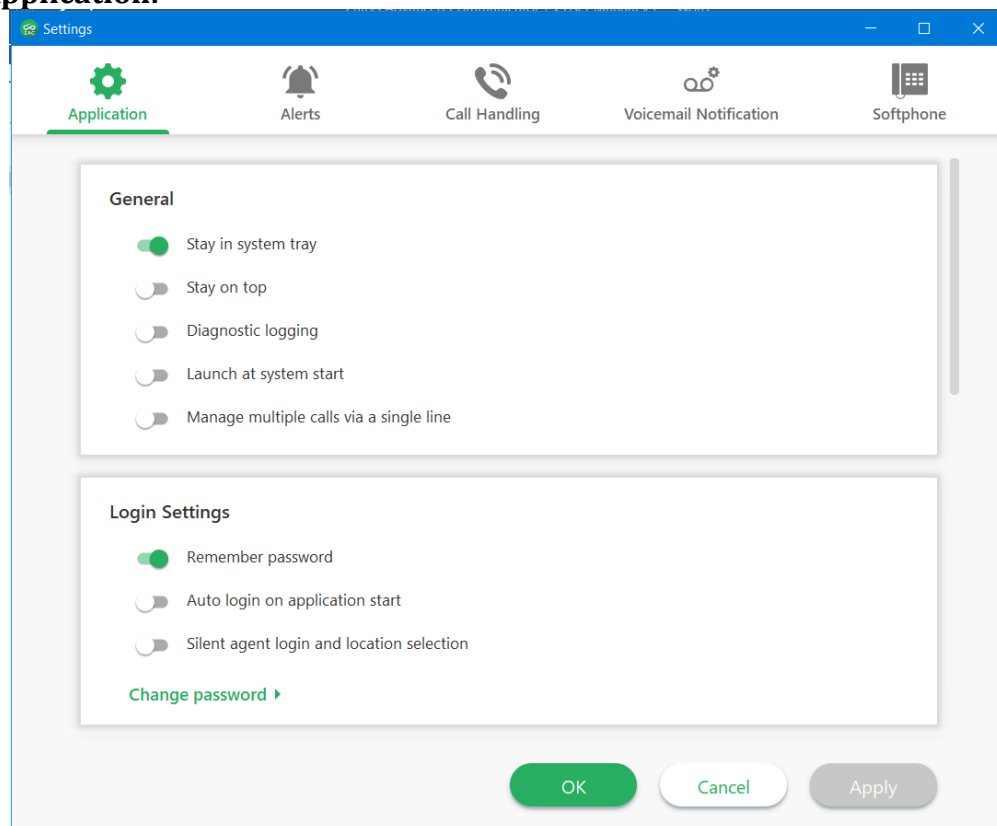 application.
Settings
Application Alerts Call Handling Voicemail Notification Softphone
General
Stay in system tray
Stay on top
Diagnostic logging
Launch at system start
Manage multiple calls via a single line
Login Settings
Remember password
Auto login on application start
Silent agent login and location selection
Change password
OK Cancel Apply